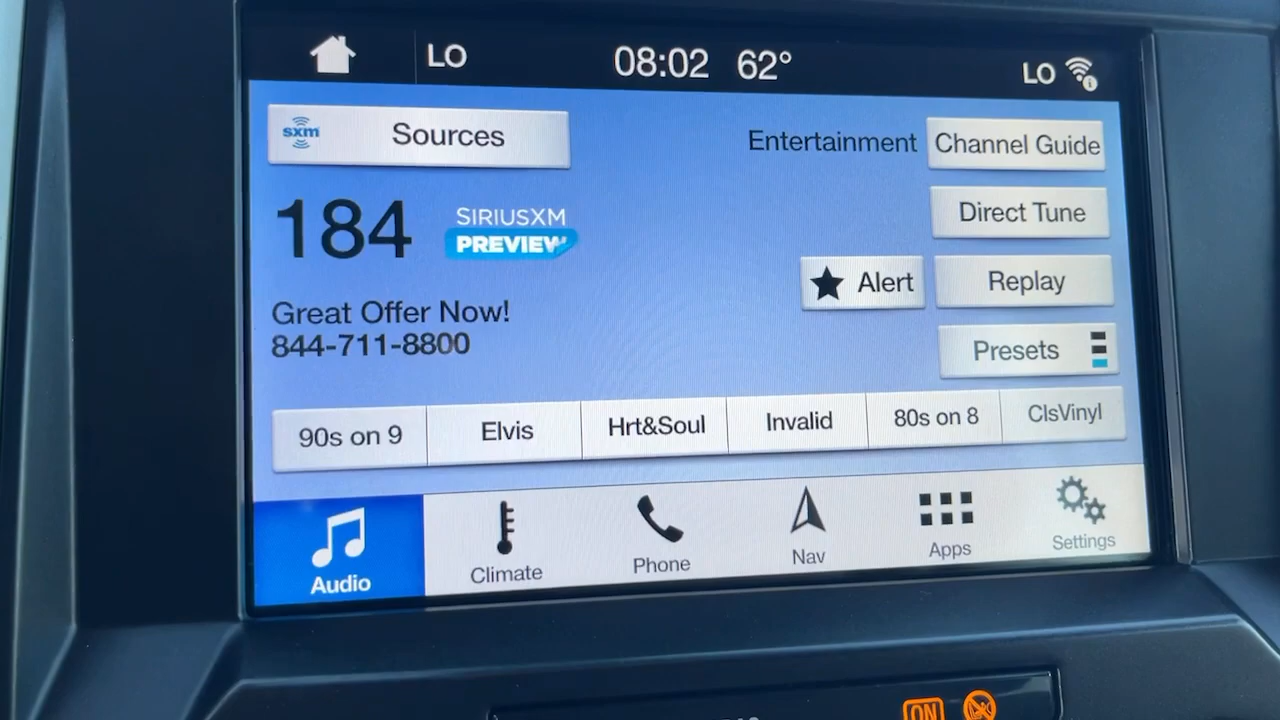 LO 08:02 62° LO
sxm Sources
Entertainment Channel Guide
184 SIRIUSXM
PREVIEW
Direct Tune
Alert Replay
Great Offer Now!
844-711-8800
Presets
90s on 9 Elvis Hrt&Soul Invalid 80s on 8 ClsVinyl
Audio Climate Phone Nav Apps Settings
ON